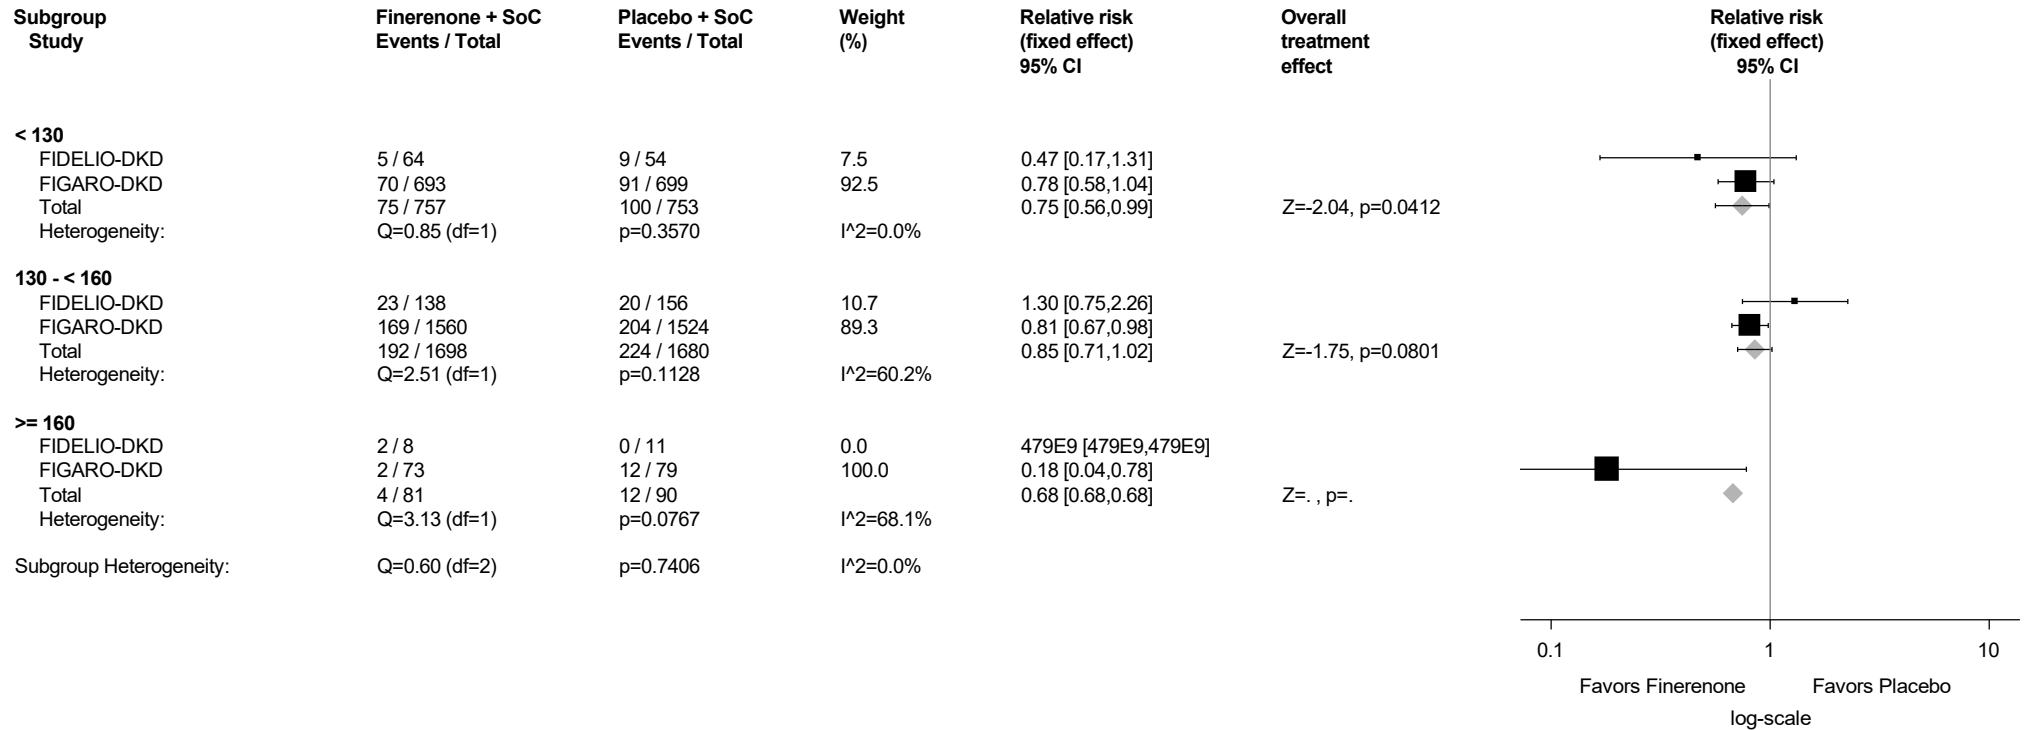 Subgroup Finerenone + SoC Placebo + SoC Weight Relative risk Overall Relative risk
Study Events / Total Events / Total (%) (fixed effect) treatment (fixed effect)
95% CI effect 95% CI
< 130
FIDELIO-DKD 5 / 64 9 / 54 7.5 0.47 [0.17,1.31]
FIGARO-DKD 70 / 693 91 / 699 92.5 0.78 [0.58,1.04]
Total 75 / 757 100 / 753 0.75 [0.56,0.99] Z=-2.04, p=0.0412
Heterogeneity: Q=0.85 (df=1) p=0.3570 I^2=0.0%
130 - < 160
FIDELIO-DKD 23 / 138 20 / 156 10.7 1.30 [0.75,2.26]
FIGARO-DKD 169 / 1560 204 / 1524 89.3 0.81 [0.67,0.98]
Total 192 / 1698 224 / 1680 0.85 [0.71,1.02] Z=-1.75, p=0.0801
Heterogeneity: Q=2.51 (df=1) p=0.1128 I^2=60.2%
>= 160
FIDELIO-DKD 2 / 8 0 / 11 0.0 479E9 [479E9,479E9]
FIGARO-DKD 2 / 73 12 / 79 100.0 0.18 [0.04,0.78]
Total 4 / 81 12 / 90 0.68 [0.68,0.68] Z=. , p=.
Heterogeneity: Q=3.13 (df=1) p=0.0767 I^2=68.1%
Subgroup Heterogeneity: Q=0.60 (df=2) p=0.7406 I^2=0.0%
0.1 1 10
Favors Finerenone Favors Placebo
log-scale